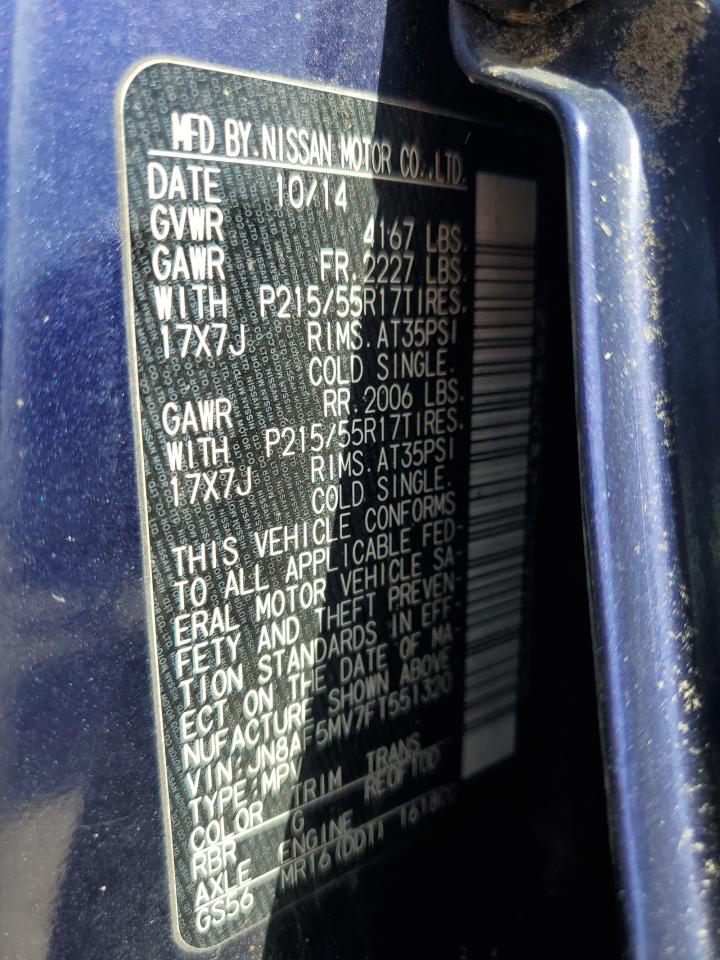 MFD BY.NISSAN MOTOR CO.,LTD.
DATE 10/14
GVWR 4167 LBS.
GAWR FR.2227 LBS.
WITH P215/55R17TIRES.
17X7J RIMS.AT35PSI
COLD SINGLE.
GAWR RR.2006 LBS.
WITH P215/55R17TIRES.
17X7J RIMS.AT35PSI
COLD SINGLE.
THIS VEHICLE CONFORMS
TO ALL APPLICABLE FED-
ERAL MOTOR VEHICLE SA-
FETY AND THEFT PREVEN-
TION STANDARDS IN EFF-
ECT ON THE DATE OF MA-
NUFACTURE SHOWN ABOVE
VIN:JN8AF5MV7FT551320
TYPE:MPV
COLOR TRIM TRANS
RBR G RE0F10D
AXLE ENGINE
GS56 MR16(DDT)